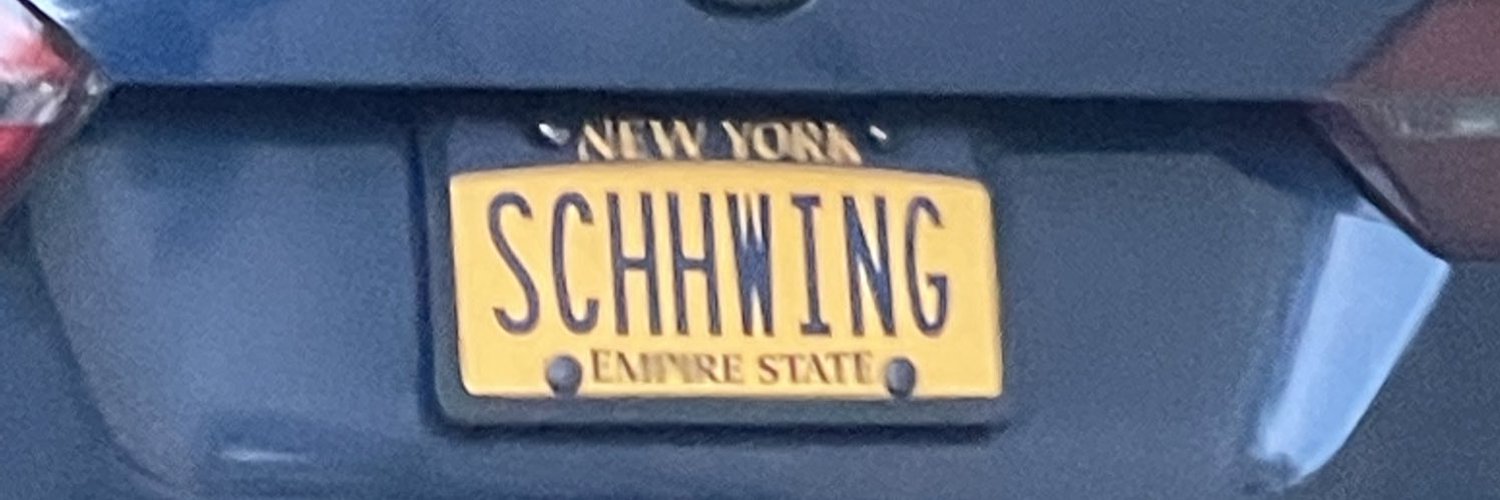 NEW YORK
SCHHWING
EMPIRE STATE